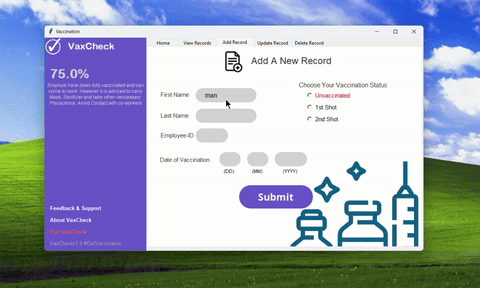 Vaccination
VaxCheck
75.0%
Employs have been fully vaccinated and can
come to work. However it is adviced to carry
Mask, Sanitizer and take other neccessary
Precautions. Avoid Contact with co-workers
Feedback & Support
About VaxCheck
Exit VaxCheck
VaxCheckv1.0 #GetVaccinated
Home
View Records
Add Record
Update Record
Delete Record
Add A New Record
First Name
man
Last Name
Employee-ID
Date of Vaccination
(DD)
(MM)
(YYYY)
Choose Your Vaccination Status
Unvaccinated
1st Shot
2nd Shot
Submit